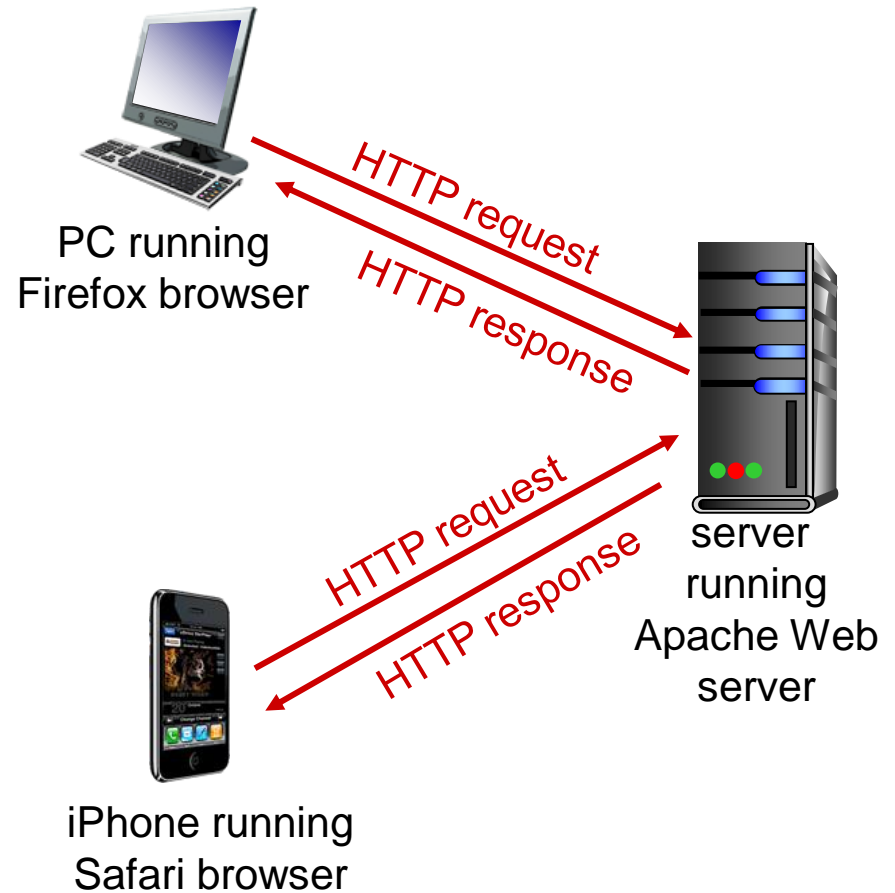 HTTP request
HTTP response
PC running
Firefox browser
HTTP request
HTTP response
server
running
Apache Web
server
iPhone running
Safari browser